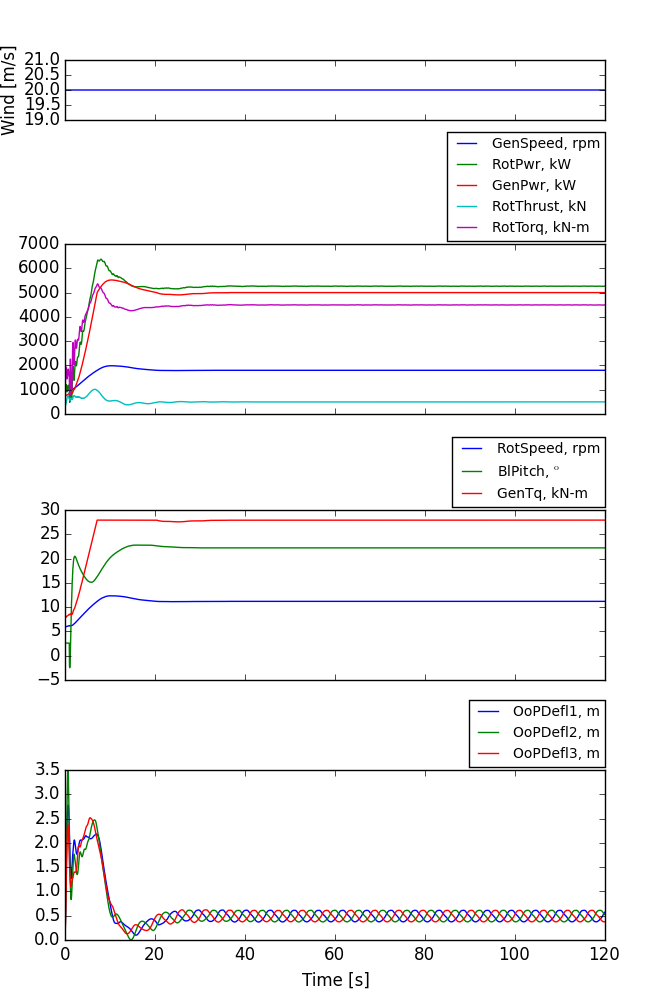 Wind [m/s]
21.0
20.5
20.0
19.5
19.0
GenSpeed, rpm
RotPwr, kW
GenPwr, kW
RotThrust, kN
RotTorq, kN-m
7000
6000
5000
4000
3000
2000
1000
0
RotSpeed, rpm
BlPitch, °
GenTq, kN-m
30
25
20
15
10
5
0
−5
OoPDefl1, m
OoPDefl2, m
OoPDefl3, m
3.5
3.0
2.5
2.0
1.5
1.0
0.5
0.0
0 20 40 60 80 100 120
Time [s]